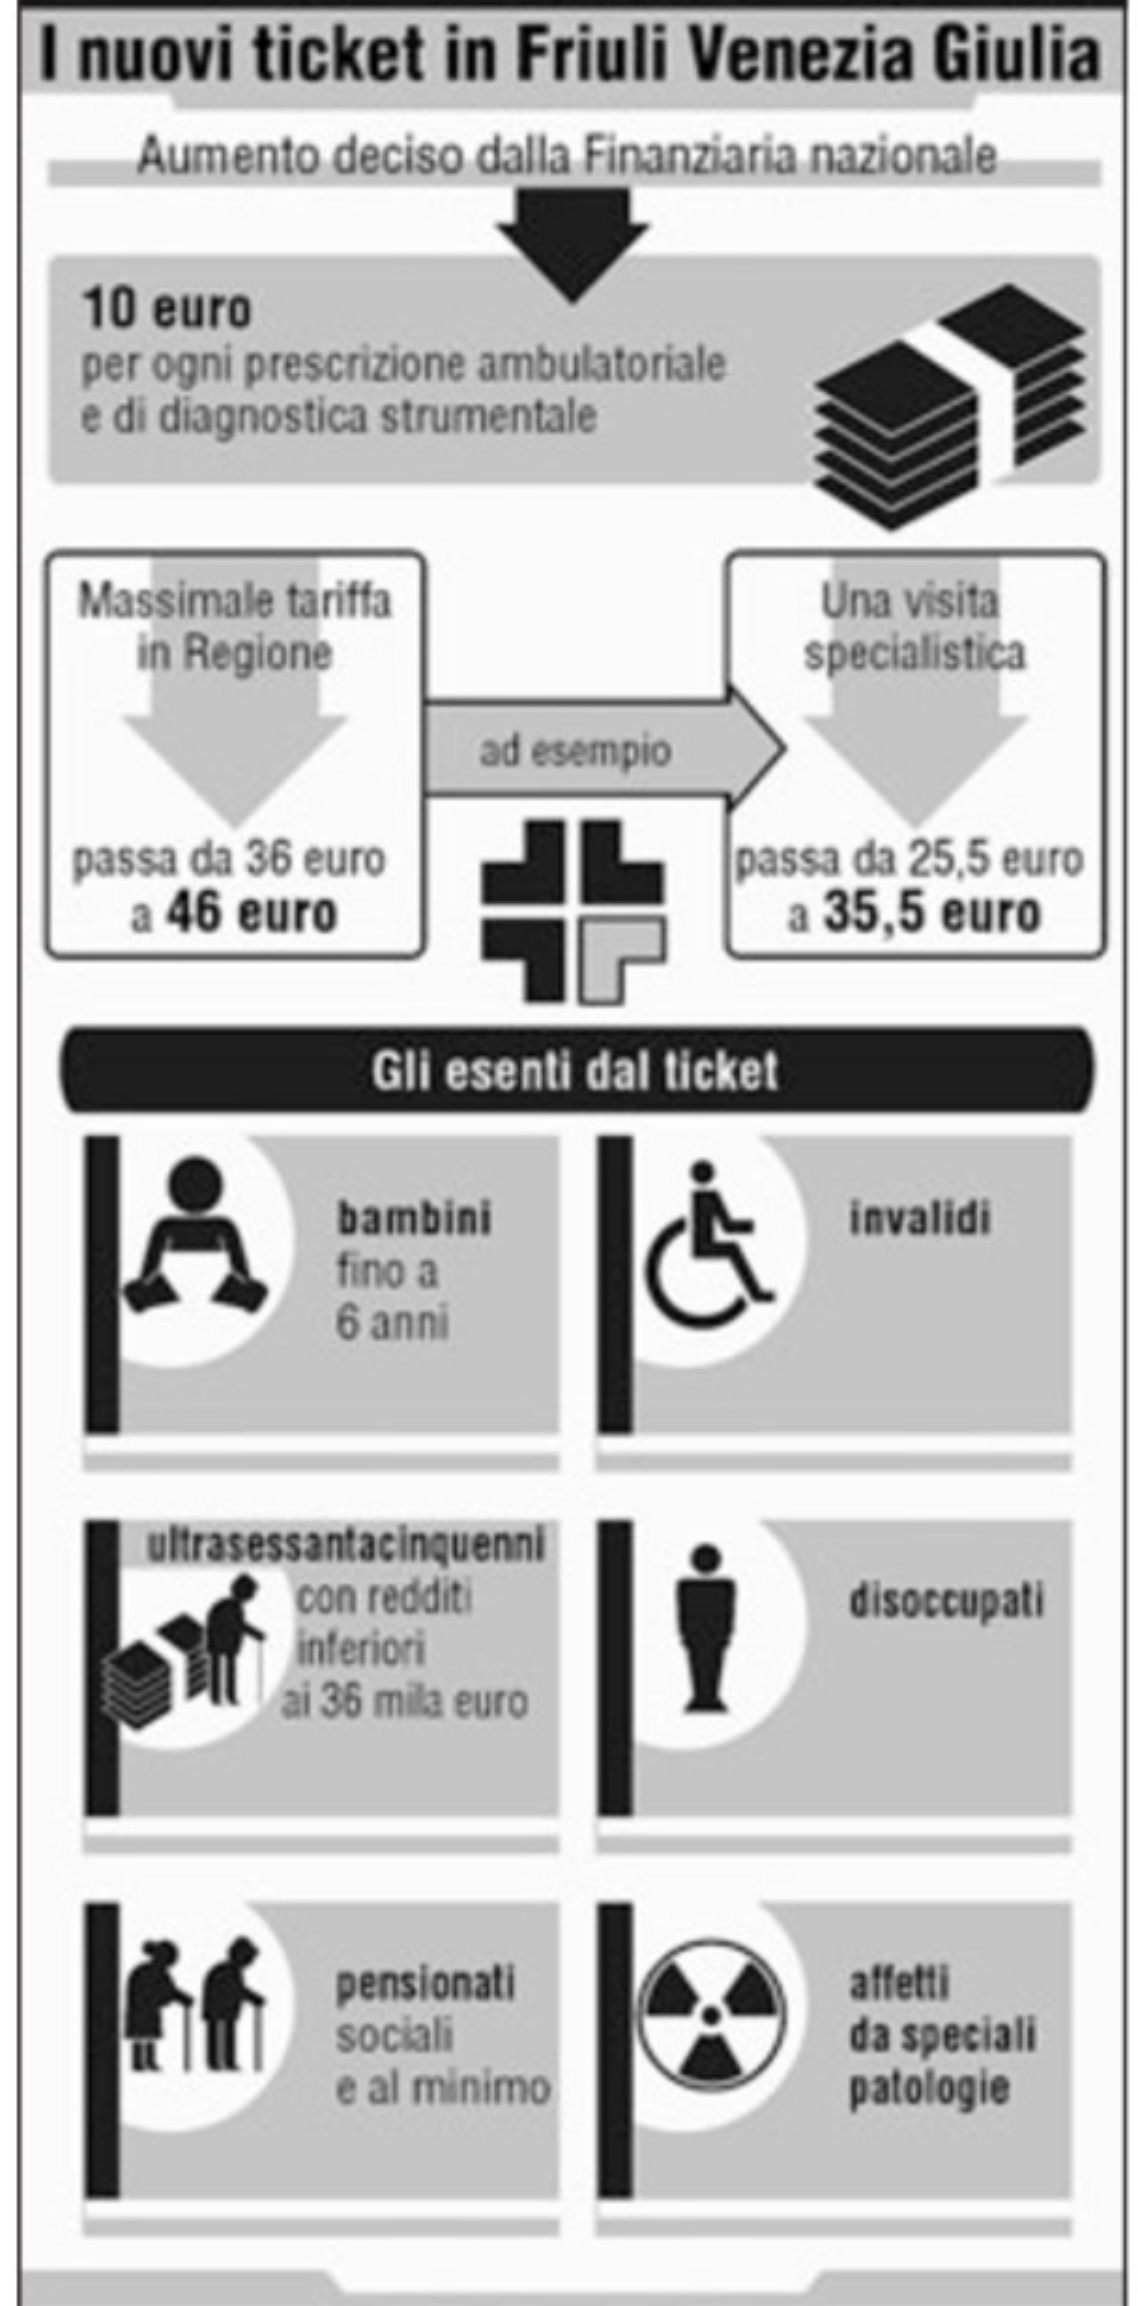 I nuovi ticket in Friuli Venezia Giulia
Aumento deciso dalla Finanziaria nazionale
10 euro
per ogni prescrizione ambulatoriale
e di diagnostica strumentale
Massimale tariffa
in Regione
passa da 36 euro
a 46 euro
ad esempio
Una visita
specialistica
passa da 25,5 euro
a 35,5 euro
Gli esenti dal ticket
bambini
fino a
6 anni
invalidi
ultrasessantacinquenni
con redditi
inferiori
ai 36 mila euro
disoccupati
pensionati
sociali
e al minimo
affetti
da speciali
patologie